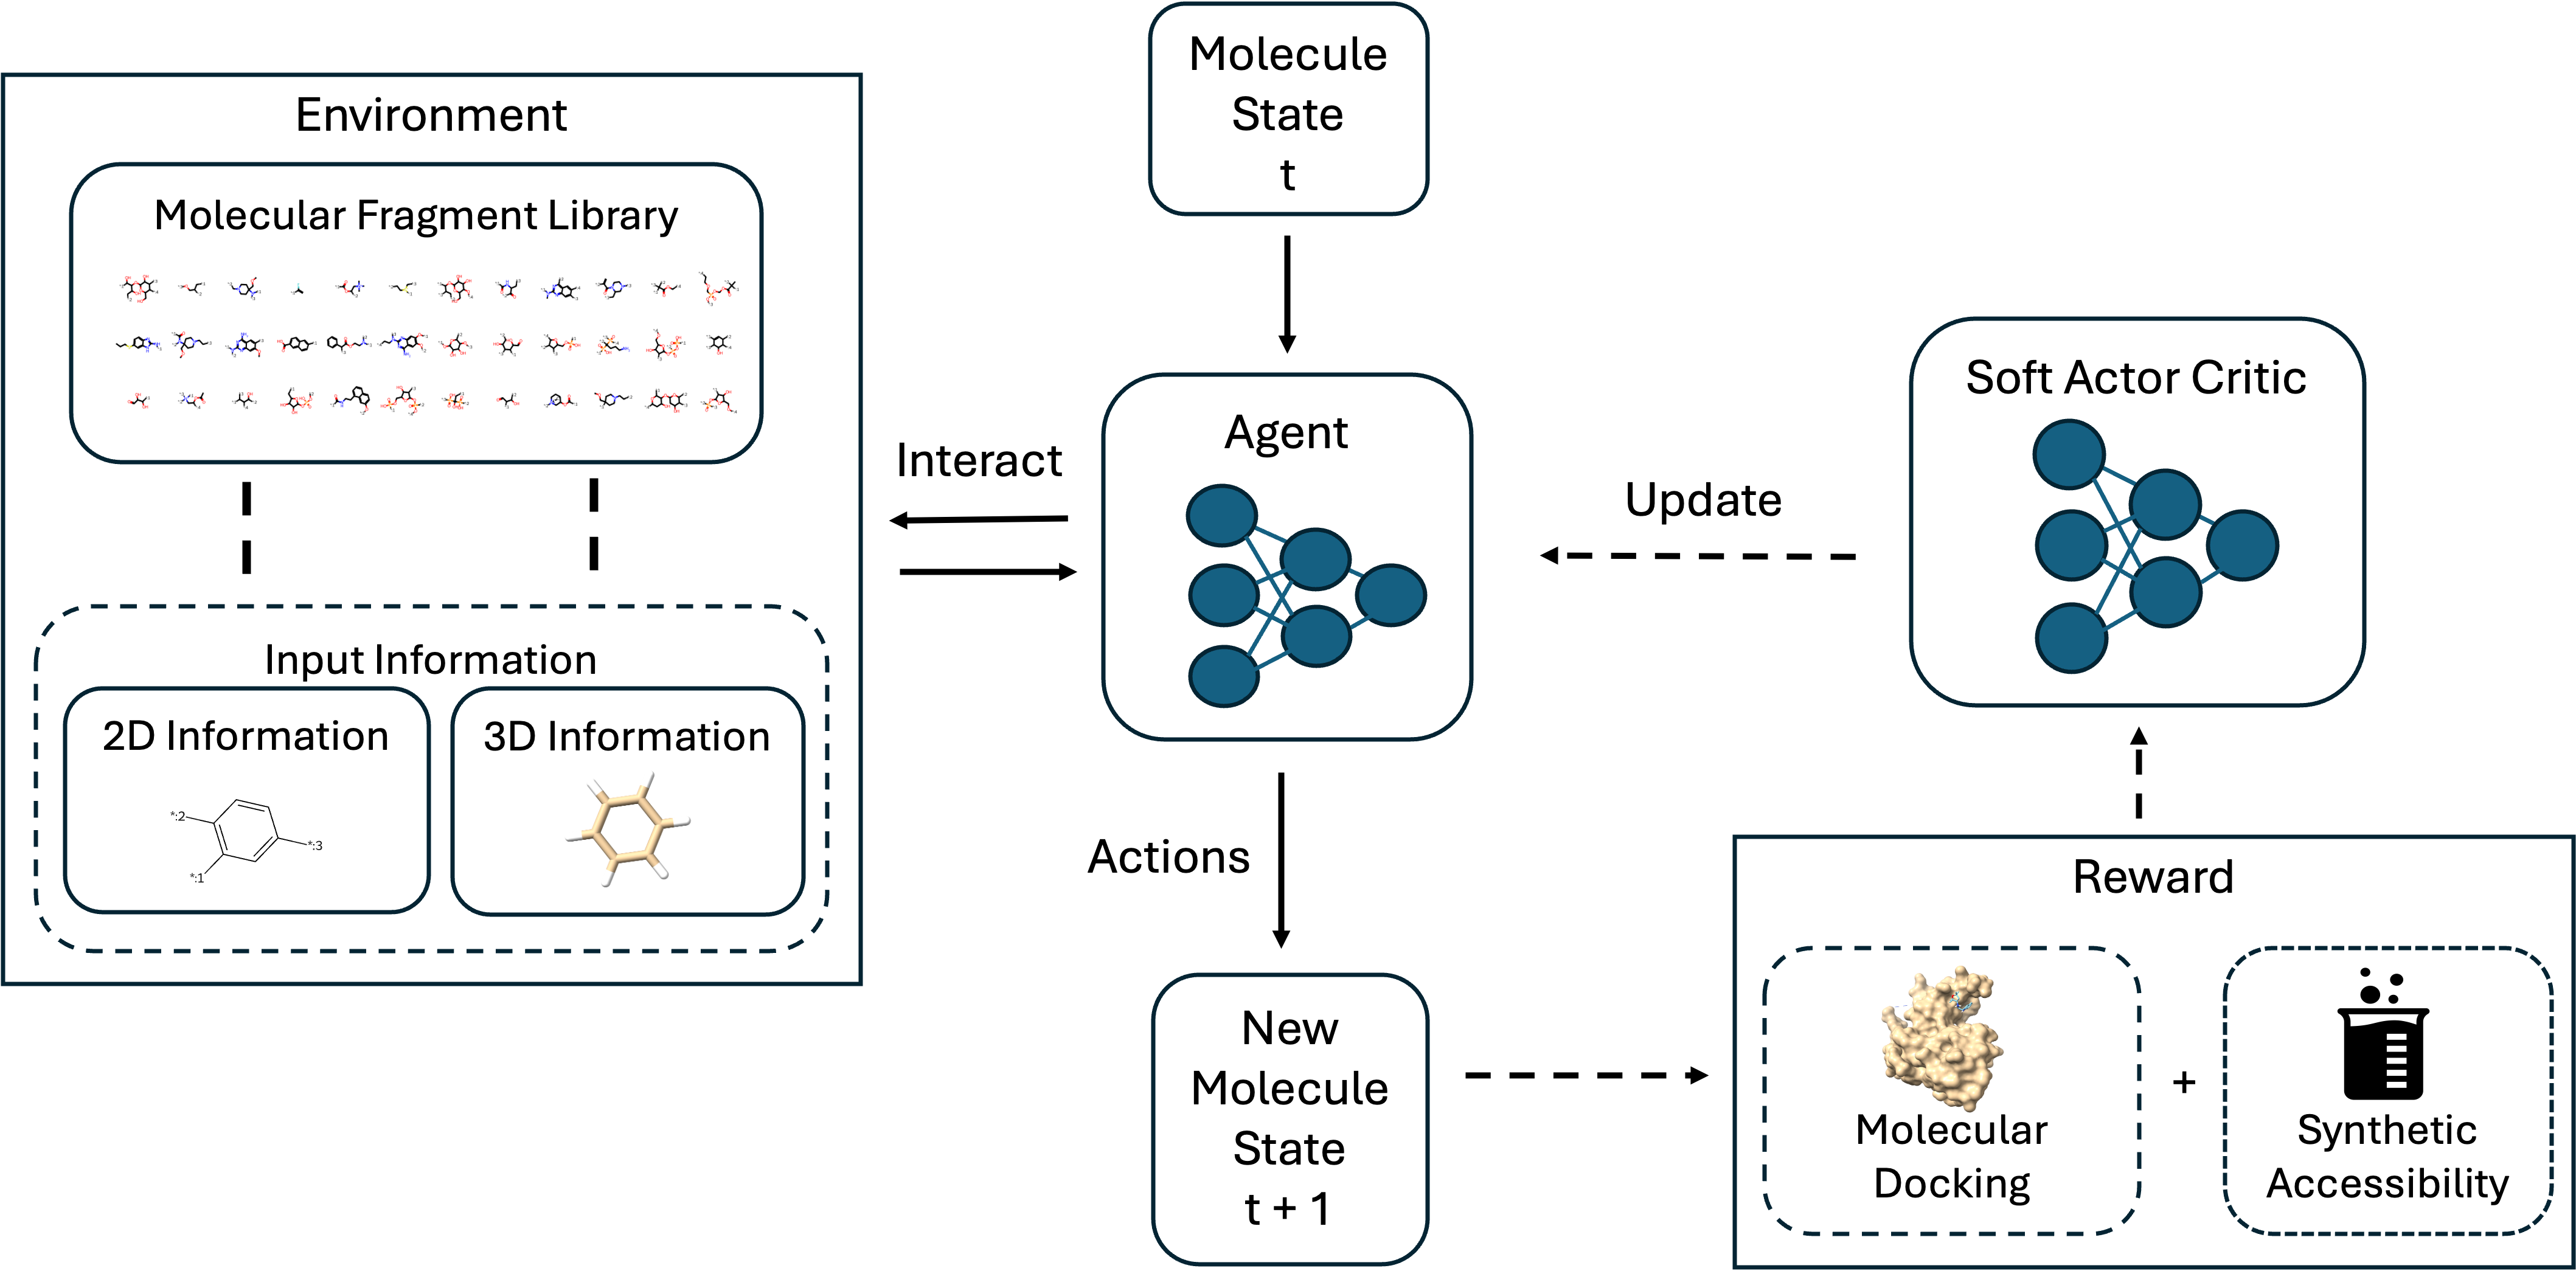 Molecule
State
t
Environment
Molecular Fragment Library
Input Information
2D Information
*:2
*:3
*:1
3D Information
Interact
Agent
Update
Soft Actor Critic
Actions
New
Molecule
State
t + 1
Reward
Molecular
Docking
+
Synthetic
Accessibility